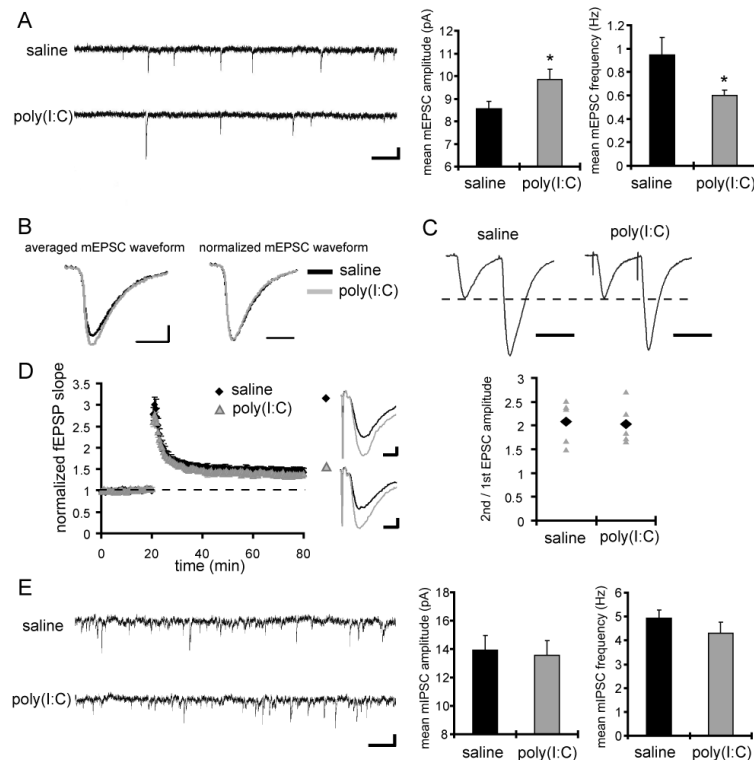 A
saline
poly(I:C)
mean mEPSC amplitude (pA)
14
13
12
11
10
9
8
7
6
5
4
*
saline
poly(I:C)
mean mEPSC frequency (Hz)
1.2
1
0.8
0.6
0.4
0.2
0
*
saline
poly(I:C)
B
averaged mEPSC waveform
normalized mEPSC waveform
saline
poly(I:C)
C
saline
poly(I:C)
D
normalized fEPSP slope
3.5
3
2.5
2
1.5
1
0.5
0
0
20
40
60
80
time (min)
saline
poly(I:C)
2nd / 1st EPSC amplitude
3
2.5
2
1.5
1
0.5
0
saline
poly(I:C)
E
saline
poly(I:C)
mean mIPSC amplitude (pA)
18
16
14
12
10
8
saline
poly(I:C)
mean mIPSC frequency (Hz)
6
5
4
3
2
1
0
saline
poly(I:C)